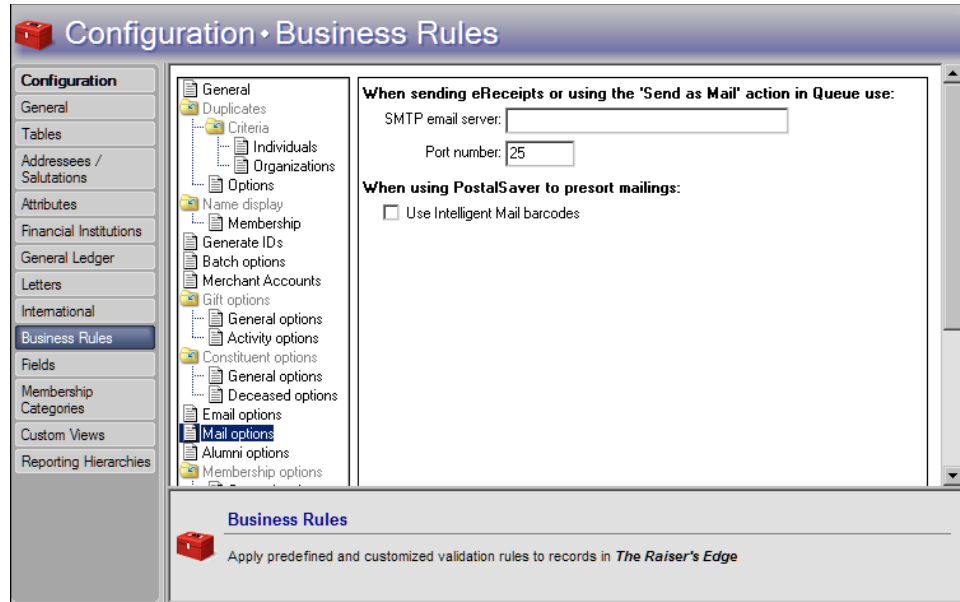 Configuration • Business Rules
Configuration
General
Tables
Addressees /
Salutations
Attributes
Financial Institutions
General Ledger
Letters
International
Business Rules
Fields
Membership
Categories
Custom Views
Reporting Hierarchies
General
Duplicates
Criteria
Individuals
Organizations
Options
Name display
Membership
Generate IDs
Batch options
Merchant Accounts
Gift options
General options
Activity options
Constituent options
General options
Deceased options
Email options
Mail options
Alumni options
Membership options
When sending eReceipts or using the 'Send as Mail' action in Queue use:
SMTP email server:
Port number: 25
When using PostalSaver to presort mailings:
Use Intelligent Mail barcodes
Business Rules
Apply predefined and customized validation rules to records in The Raiser's Edge